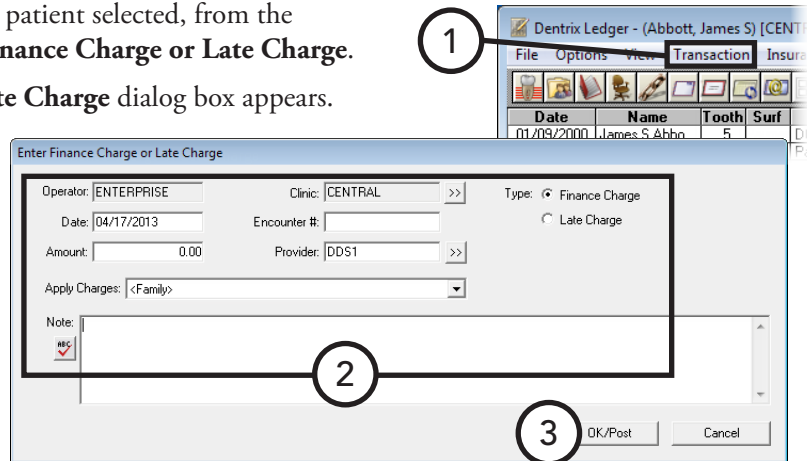 patient selected, from the
nance Charge or Late Charge.
te Charge dialog box appears.
1
Dentrix Ledger - (Abbott, James S) [CENT
File Options View Transaction Insura
Date Name Tooth Surf
01/09/2000 James S Abbo 5
Enter Finance Charge or Late Charge
Operator: ENTERPRISE Clinic: CENTRAL >> Type: Finance Charge
Date: 04/17/2013 Encounter #: Late Charge
Amount: 0.00 Provider: DDS1 >>
Apply Charges: <Family>
Note:
ABC
2
3 OK/Post Cancel